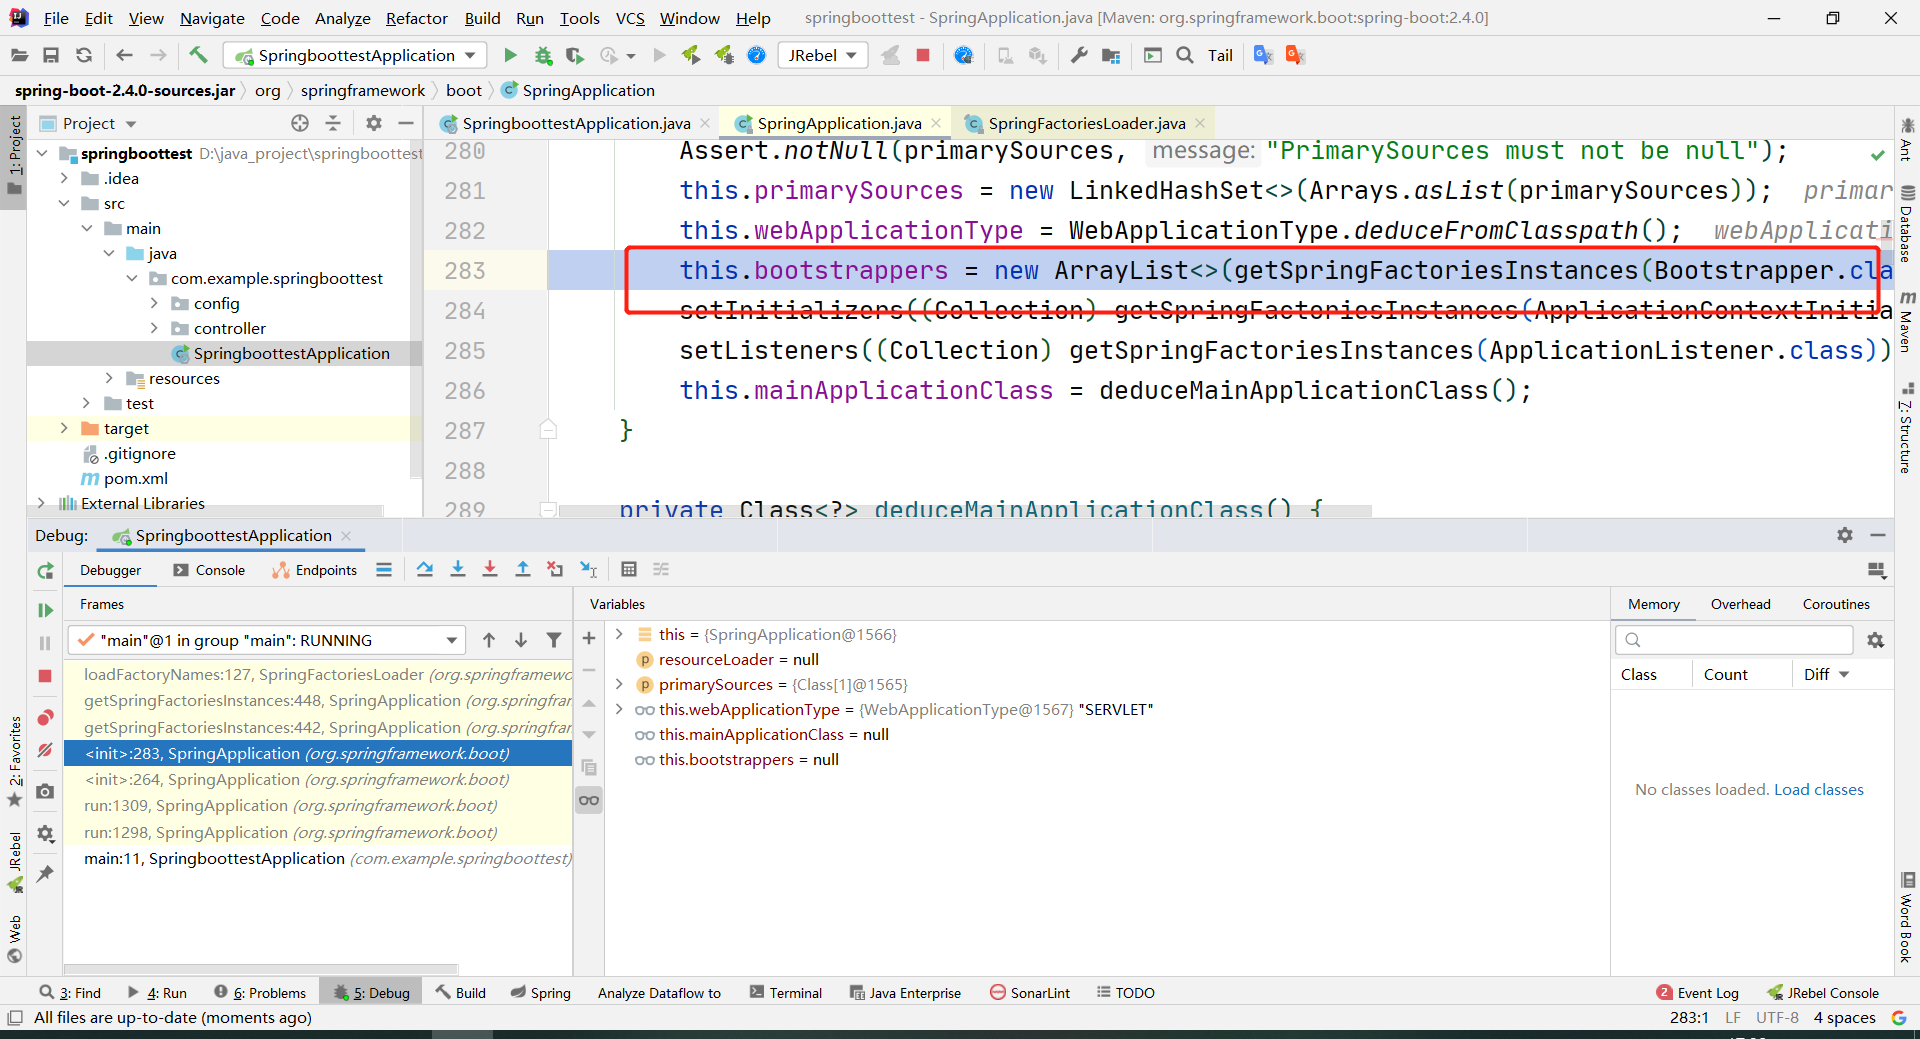 File Edit View Navigate Code Analyze Refactor Build Run Tools VCS Window Help springboottest - SpringApplication.java [Maven: org.springframework.boot:spring-boot:2.4.0]
SpringboottestApplication JRebel Tail
spring-boot-2.4.0-sources.jar org springframework boot SpringApplication
1: Project
Project
springboottest D:\java_project\springboottest
.idea
src
main
java
com.example.springboottest
config
controller
SpringboottestApplication
resources
test
target
.gitignore
pom.xml
External Libraries
SpringboottestApplication.java SpringApplication.java SpringFactoriesLoader.java
280 Assert.notNull(primarySources, message: "PrimarySources must not be null");
281 this.primarySources = new LinkedHashSet<>(Arrays.asList(primarySources)); primar
282 this.webApplicationType = WebApplicationType.deduceFromClasspath(); webApplicati
283 this.bootstrappers = new ArrayList<>(getSpringFactoriesInstances(Bootstrapper.cla
284 setInitializers((Collection) getSpringFactoriesInstances(ApplicationContextInitia
285 setListeners((Collection) getSpringFactoriesInstances(ApplicationListener.class))
286 this.mainApplicationClass = deduceMainApplicationClass();
287 }
288
289 private Class<?> deduceMainApplicationClass() {
Ant
Database
Maven
7: Structure
Word Book
Debug: SpringboottestApplication
Debugger Console Endpoints
Frames
"main"@1 in group "main": RUNNING
loadFactoryNames:127, SpringFactoriesLoader (org.springframewo
getSpringFactoriesInstances:448, SpringApplication (org.springfran
getSpringFactoriesInstances:442, SpringApplication (org.springfran
<init>:283, SpringApplication (org.springframework.boot)
<init>:264, SpringApplication (org.springframework.boot)
run:1309, SpringApplication (org.springframework.boot)
run:1298, SpringApplication (org.springframework.boot)
main:11, SpringboottestApplication (com.example.springboottest)
Variables
this = {SpringApplication@1566}
resourceLoader = null
primarySources = {Class[1]@1565}
this.webApplicationType = {WebApplicationType@1567} "SERVLET"
this.mainApplicationClass = null
this.bootstrappers = null
Memory Overhead Coroutines
Class Count Diff
No classes loaded. Load classes
2: Favorites
JRebel
Web
3: Find 4: Run 6: Problems 5: Debug Build Spring Analyze Dataflow to Terminal Java Enterprise SonarLint TODO 2 Event Log JRebel Console
All files are up-to-date (moments ago) 283:1 LF UTF-8 4 spaces